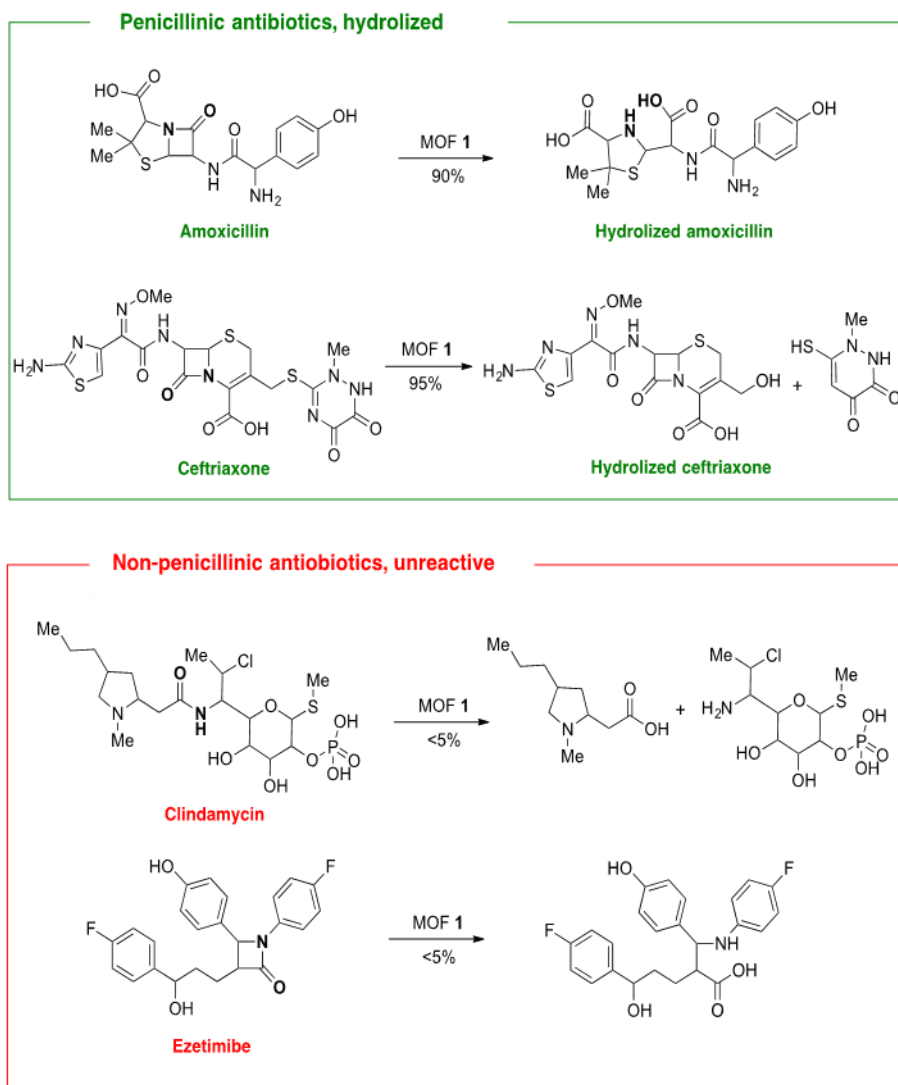 Penicillinic antibiotics, hydrolized
HO
O
N
O
Me
Me
S
O
N
H
NH2
OH
Amoxicillin
MOF 1
90%
O
HO
H
N
HO
O
S
Me
Me
O
N
H
NH2
OH
Hydrolized amoxicillin
OMe
N
H
N
S
N
H2N
S
O
O
N
S
Me
N
NH
N
O
O
O
OH
Ceftriaxone
MOF 1
95%
OMe
N
H
N
S
N
H2N
S
O
O
N
OH
O
OH
Hydrolized ceftriaxone
+
Me
HS
N
NH
O
O
Non-penicillinic antiobiotics, unreactive
Me
Me
Cl
O
N
H
N
Me
O
Me
S
HO
OH
O
P
OH
O
OH
Clindamycin
MOF 1
<5%
O
OH
N
Me
+
Me
Cl
H2N
O
Me
S
HO
OH
O
P
OH
O
OH
HO
F
F
N
O
OH
Ezetimibe
MOF 1
<5%
HO
F
F
NH
OH
O
OH